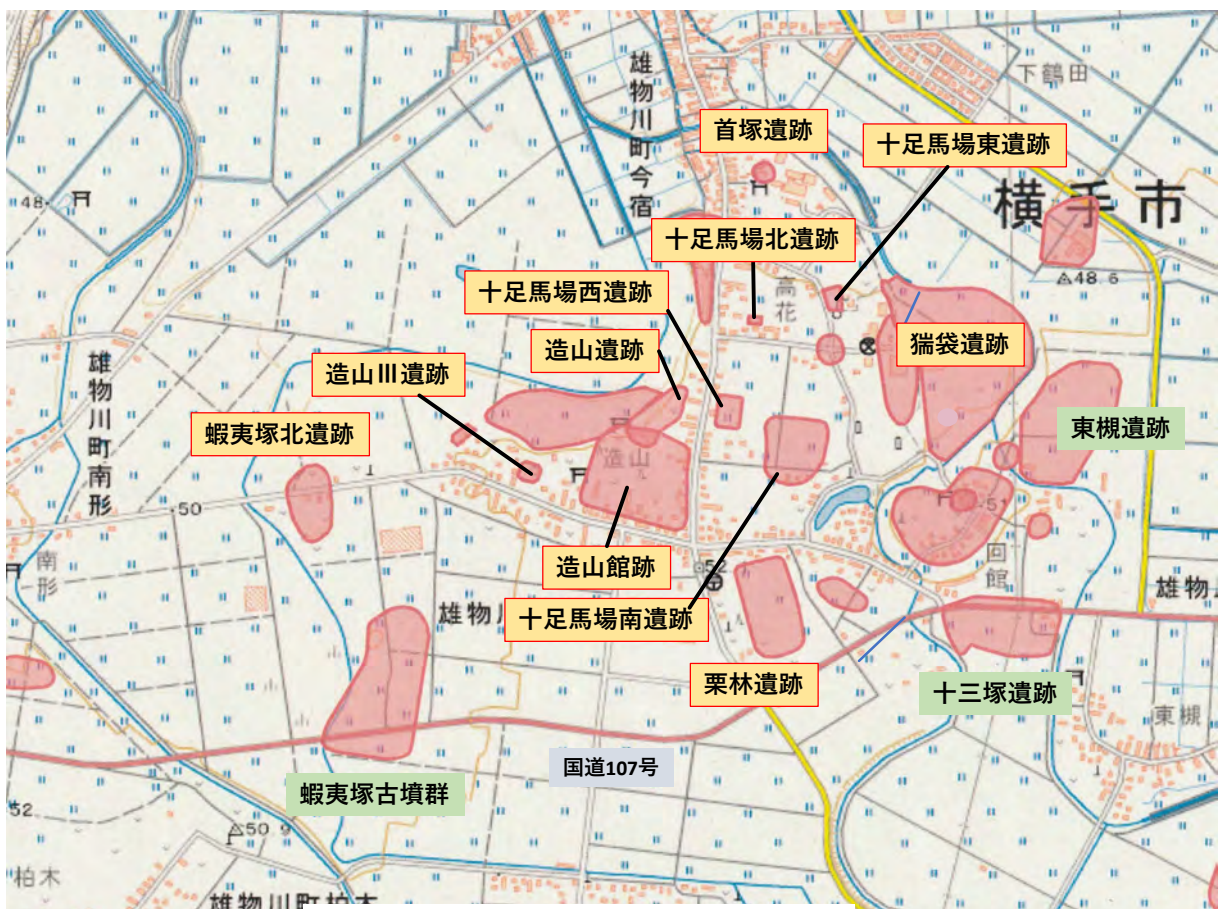 下鶴田
雄物川町今宿
首塚遺跡
十足馬場東遺跡
横手市
48
十足馬場北遺跡
48.6
高花
十足馬場西遺跡
猯袋遺跡
造山遺跡
造山Ⅲ遺跡
雄物川町南形
東槻遺跡
蝦夷塚北遺跡
造山
50
51
回館
南形
造山館跡
52
雄物川
雄物
十足馬場南遺跡
栗林遺跡
十三塚遺跡
東槻
国道107号
蝦夷塚古墳群
52
50.9
柏木
雄物川町柏木